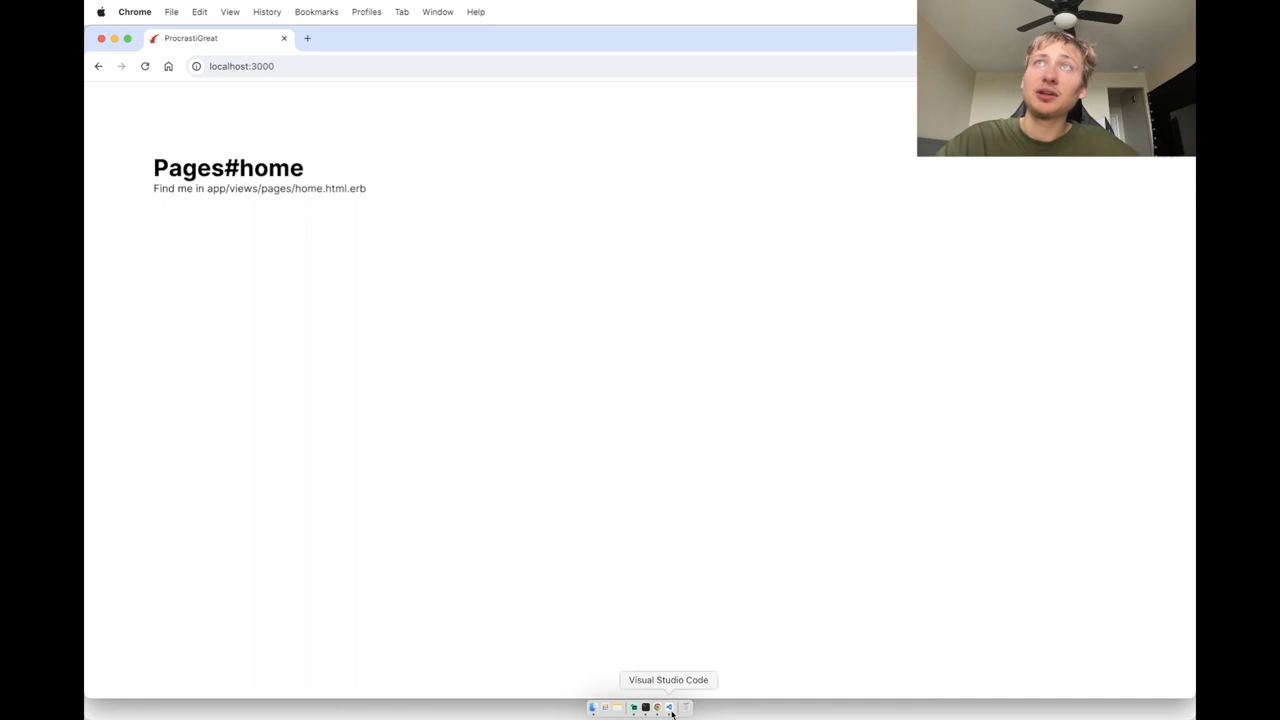 Chrome File Edit View History Bookmarks Profiles Tab Window Help
ProcrastiGreat
localhost:3000
Pages#home
Find me in app/views/pages/home.html.erb
Visual Studio Code